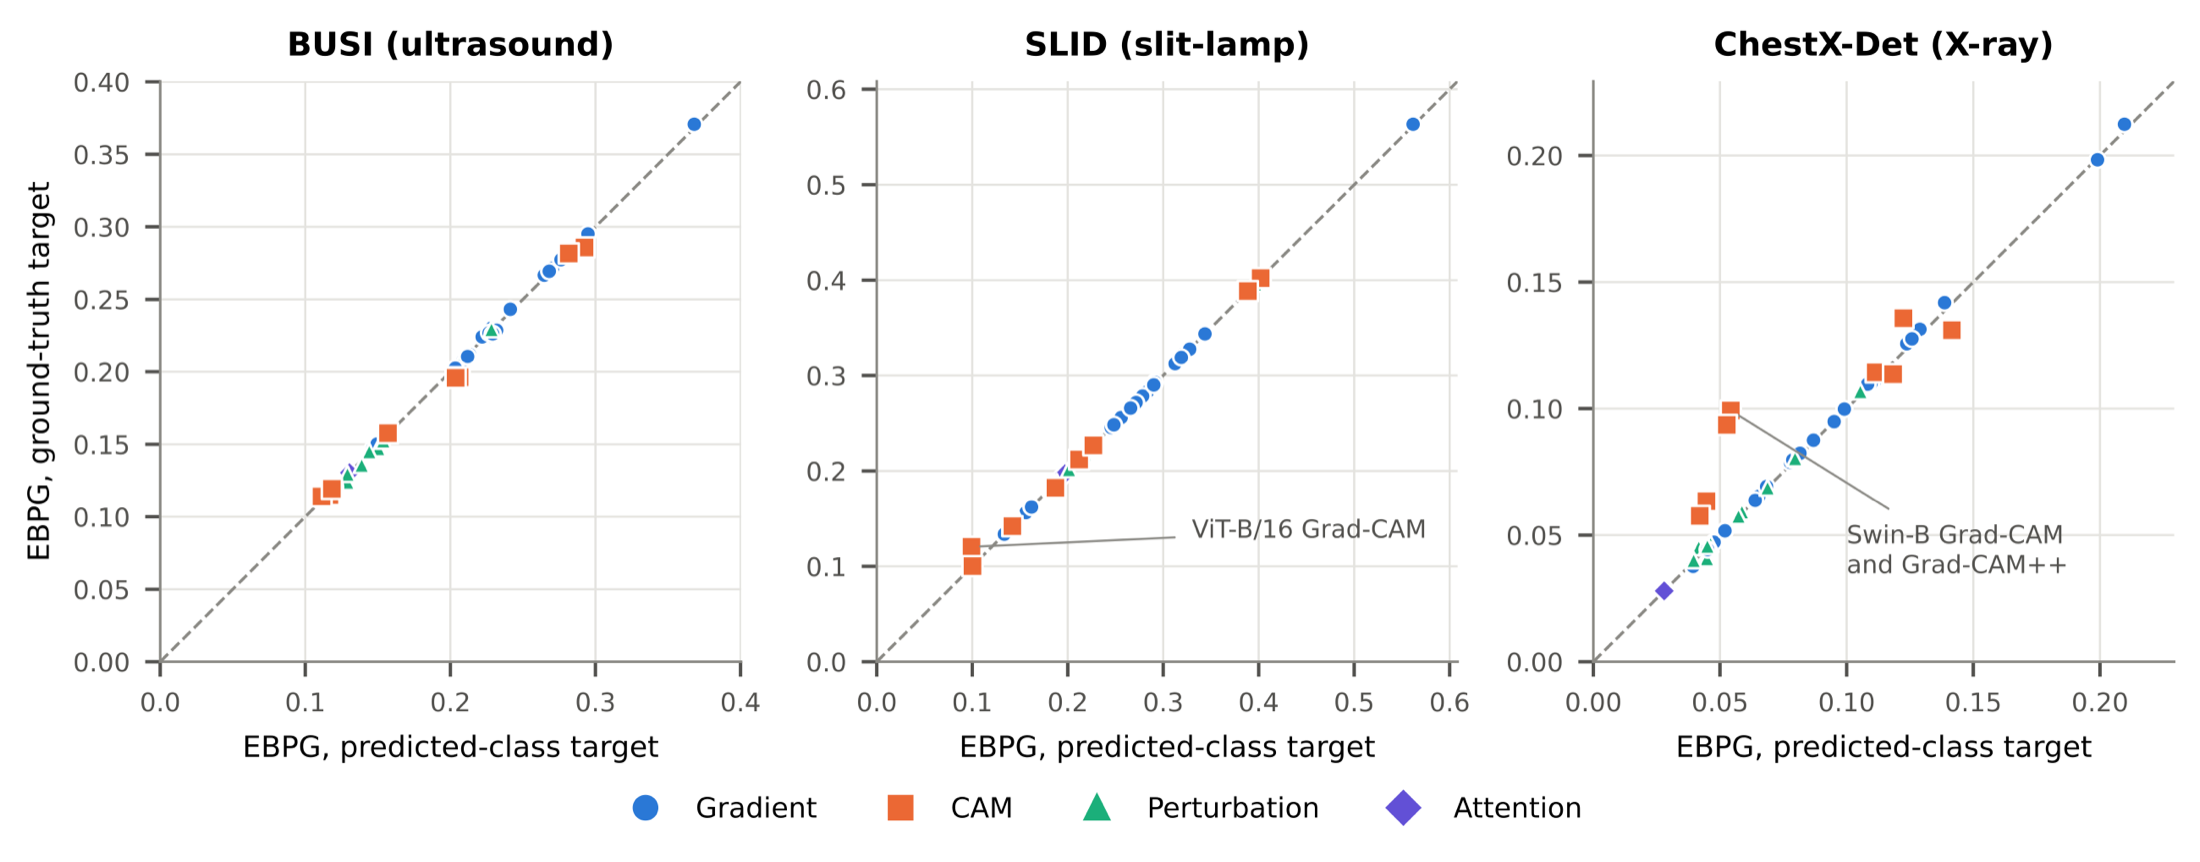 BUSI (ultrasound)
SLID (slit-lamp)
ChestX-Det (X-ray)
EBPG, ground-truth target
0.40
0.35
0.30
0.25
0.20
0.15
0.10
0.05
0.00
0.0 0.1 0.2 0.3 0.4
EBPG, predicted-class target
0.6
0.5
0.4
0.3
0.2
0.1
0.0
ViT-B/16 Grad-CAM
0.0 0.1 0.2 0.3 0.4 0.5 0.6
EBPG, predicted-class target
0.20
0.15
0.10
0.05
0.00
Swin-B Grad-CAM
and Grad-CAM++
0.00 0.05 0.10 0.15 0.20
EBPG, predicted-class target
Gradient CAM Perturbation Attention